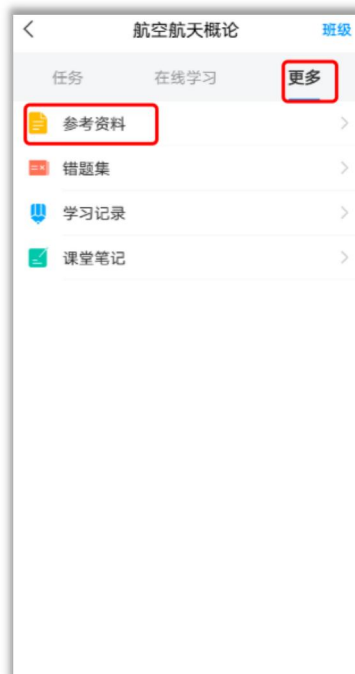 航空航天概论 班级
任务 在线学习 更多
参考资料
错题集
学习记录
课堂笔记